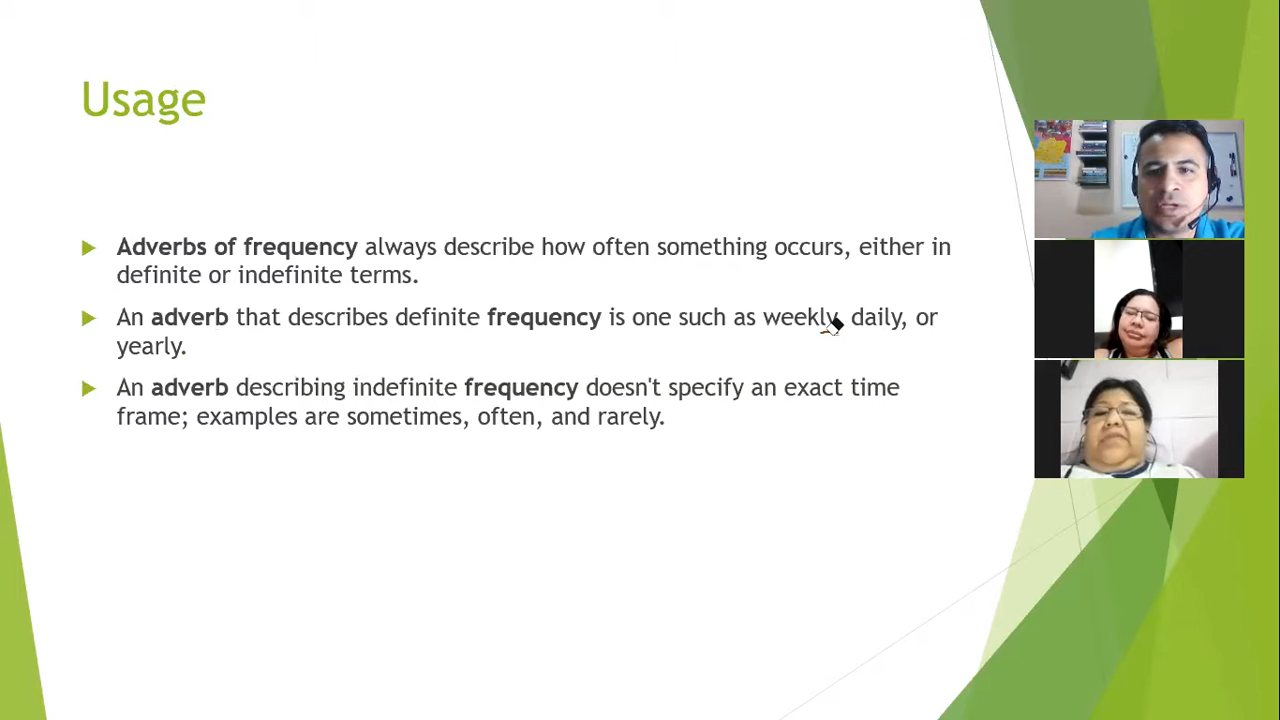 Usage
Adverbs of frequency always describe how often something occurs, either in
definite or indefinite terms.
An adverb that describes definite frequency is one such as weekly, daily, or
yearly.
An adverb describing indefinite frequency doesn't specify an exact time
frame; examples are sometimes, often, and rarely.